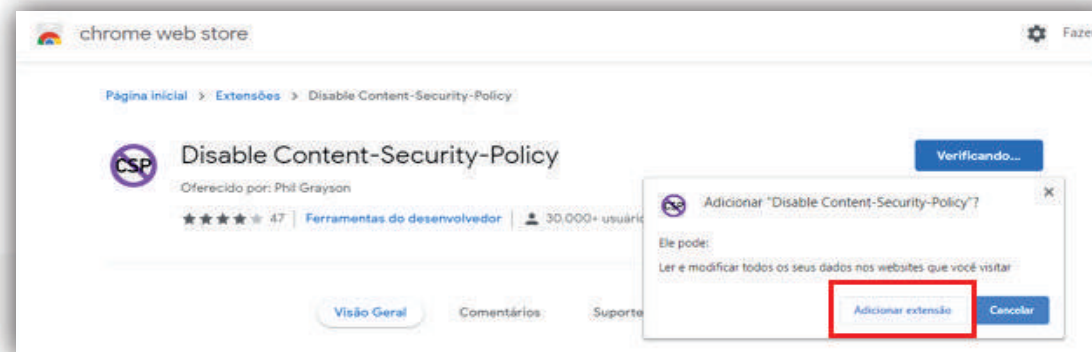 chrome web store
Faze
Página inicial > Extensões > Disable Content-Security-Policy
CSP
Disable Content-Security-Policy
Verificando...
Oferecido por: Phil Grayson
47 | Ferramentas do desenvolvedor | 30.000+ usuário
Adicionar "Disable Content-Security-Policy"?
Ele pode:
Ler e modificar todos os seus dados nos websites que você visitar
Adicionar extensão
Cancelar
Visão Geral
Comentários
Suporte